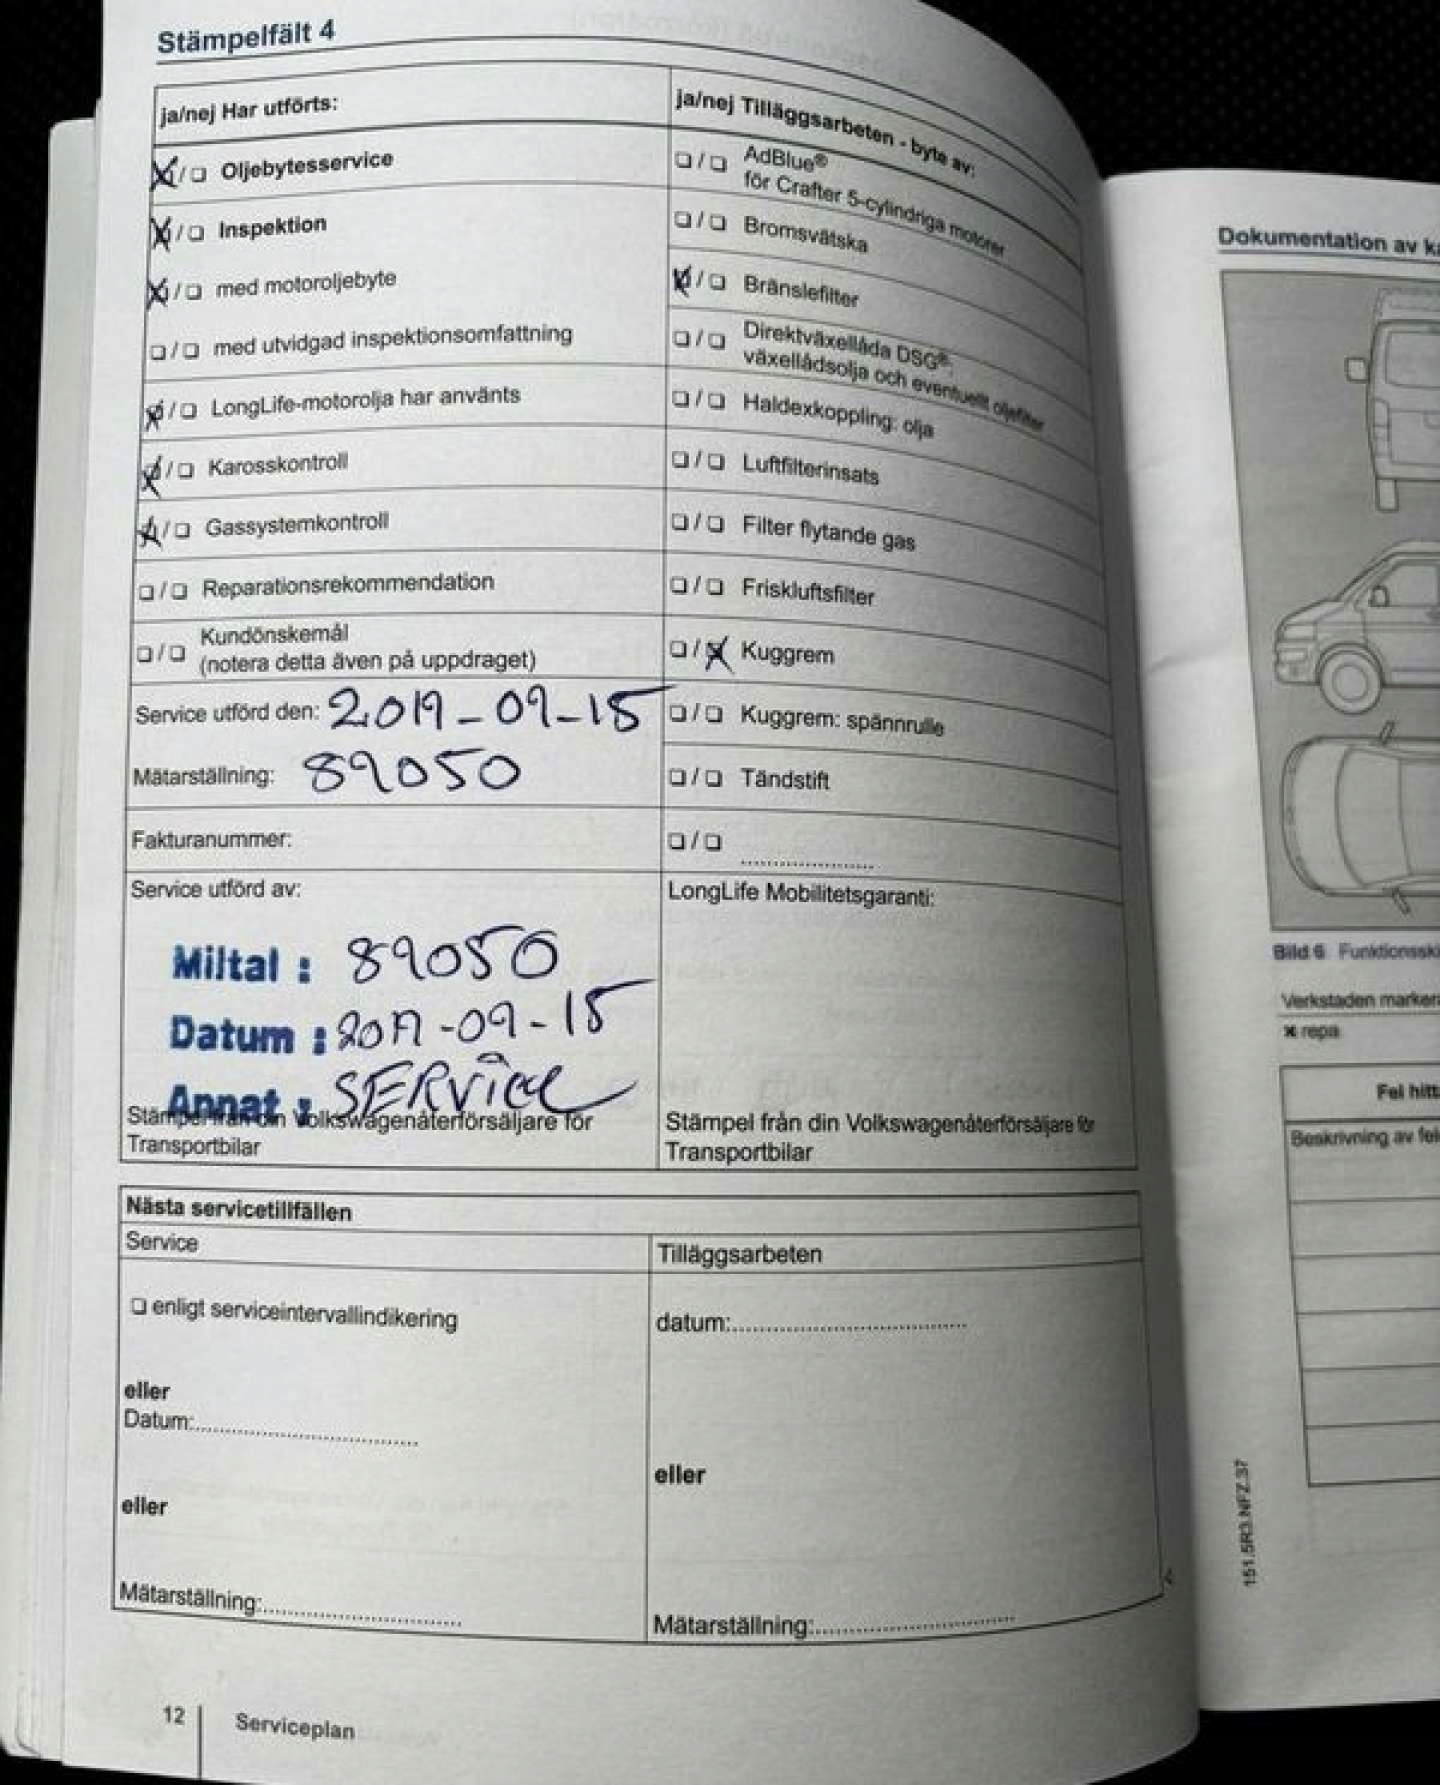 Stämpelfält 4
ja/nej Har utförts:
☒/❏ Oljebytesservice
☒/❏ Inspektion
☒/❏ med motoroljebyte
❏/❏ med utvidgad inspektionsomfattning
☒/❏ LongLife-motorolja har använts
☒/❏ Karosskontroll
☒/❏ Gassystemkontroll
❏/❏ Reparationsrekommendation
❏/❏ Kundönskemål
(notera detta även på uppdraget)
Service utförd den: 2019-09-15
Mätarställning: 89050
Fakturanummer:
Service utförd av:
Miltal : 89050
Datum : 2019-09-15
Annat : SERVICE
Stämpel från din Volkswagenåterförsäljare för
Transportbilar
ja/nej Tilläggsarbeten - byte av:
❏/❏ AdBlue®
för Crafter 5-cylindriga motorer
❏/❏ Bromsvätska
☒/❏ Bränslefilter
❏/❏ Direktväxellåda DSG®:
växellådsolja och eventuellt oljefilter
❏/❏ Haldexkoppling: olja
❏/❏ Luftfilterinsats
❏/❏ Filter flytande gas
❏/❏ Friskluftsfilter
❏/☒ Kuggrem
❏/❏ Kuggrem: spännrulle
❏/❏ Tändstift
❏/❏ ....................
LongLife Mobilitetsgaranti:
Stämpel från din Volkswagenåterförsäljare för
Transportbilar
Nästa servicetillfällen
Service
❏ enligt serviceintervallindikering
eller
Datum:..................................
eller
Mätarställning:..............................
Tilläggsarbeten
datum:...................................
eller
Mätarställning:..............................
12
Serviceplan
Dokumentation av ka
Bild 6 Funktionsski
Verkstaden markera
✖ repa
Fel hitt
Beskrivning av fel
151.5R3.NFZ.37